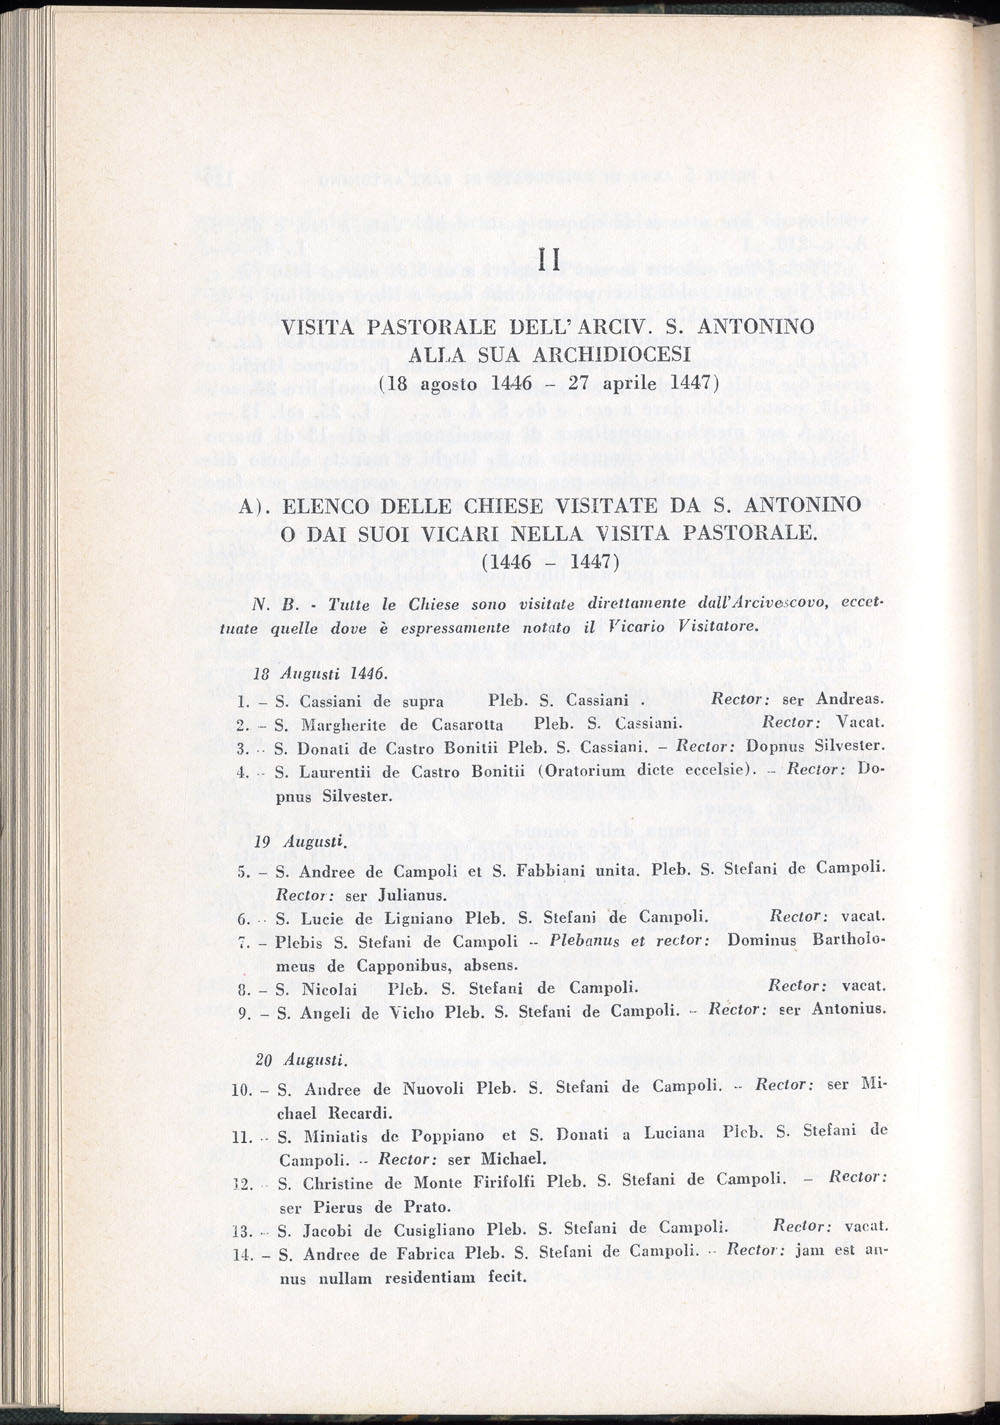 II
VISITA PASTORALE DELL' ARCIV. S. ANTONINO
ALLA SUA ARCHIDIOCESI
(18 agosto 1446 – 27 aprile 1447)
A). ELENCO DELLE CHIESE VISITATE DA S. ANTONINO
O DAI SUOI VICARI NELLA VISITA PASTORALE.
(1446 – 1447)
N. B. - Tutte le Chiese sono visitate direttamente dall'Arcivescovo, eccet-
tuate quelle dove è espressamente notato il Vicario Visitatore.
18 Augusti 1446.
1. – S. Cassiani de supra Pleb. S. Cassiani . Rector: ser Andreas.
2. – S. Margherite de Casarotta Pleb. S. Cassiani. Rector: Vacat.
3. – S. Donati de Castro Bonitii Pleb. S. Cassiani. – Rector: Dopnus Silvester.
4. – S. Laurentii de Castro Bonitii (Oratorium dicte eccelsie). – Rector: Do-
pnus Silvester.
19 Augusti.
5. – S. Andree de Campoli et S. Fabbiani unita. Pleb. S. Stefani de Campoli.
Rector: ser Julianus.
6. – S. Lucie de Ligniano Pleb. S. Stefani de Campoli. Rector: vacat.
7. – Plebis S. Stefani de Campoli – Plebanus et rector: Dominus Bartholo-
meus de Capponibus, absens.
8. – S. Nicolai Pleb. S. Stefani de Campoli. Rector: vacat.
9. – S. Angeli de Vicho Pleb. S. Stefani de Campoli. – Rector: ser Antonius.
20 Augusti.
10. – S. Andree de Nuovoli Pleb. S. Stefani de Campoli. – Rector: ser Mi-
chael Recardi.
11. – S. Miniatis de Poppiano et S. Donati a Luciana Pleb. S. Stefani de
Campoli. – Rector: ser Michael.
12. – S. Christine de Monte Firifolfi Pleb. S. Stefani de Campoli. – Rector:
ser Pierus de Prato.
13. – S. Jacobi de Cusigliano Pleb. S. Stefani de Campoli. Rector: vacat.
14. – S. Andree de Fabrica Pleb. S. Stefani de Campoli. – Rector: jam est an-
nus nullam residentiam fecit.